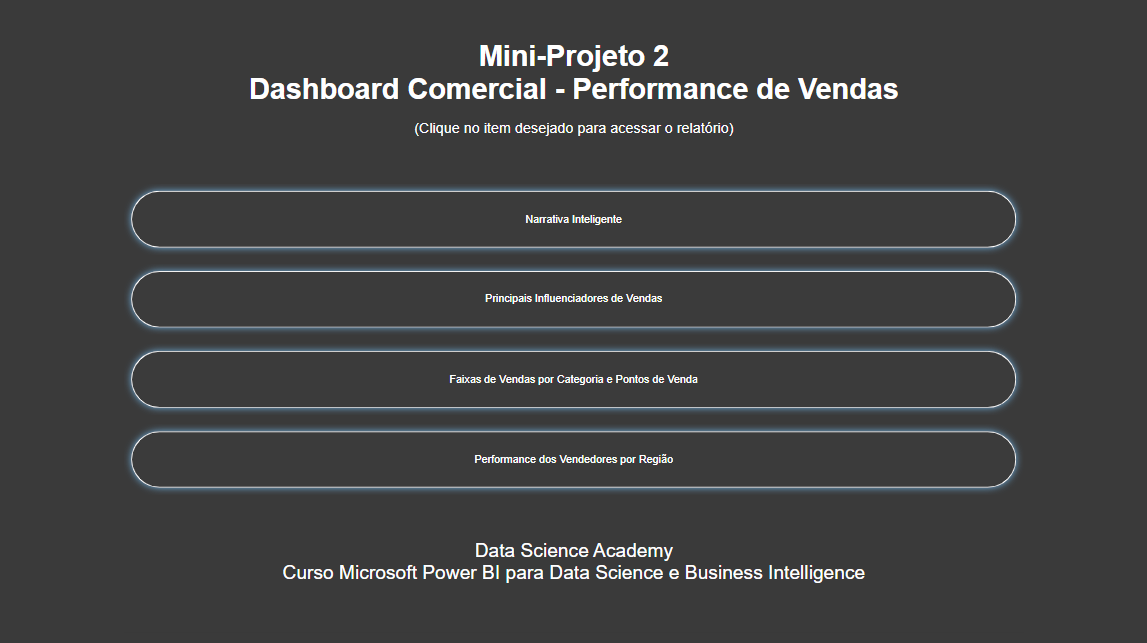 Mini-Projeto 2
Dashboard Comercial - Performance de Vendas
(Clique no item desejado para acessar o relatório)
Narrativa Inteligente
Principais Influenciadores de Vendas
Faixas de Vendas por Categoria e Pontos de Venda
Performance dos Vendedores por Região
Data Science Academy
Curso Microsoft Power BI para Data Science e Business Intelligence